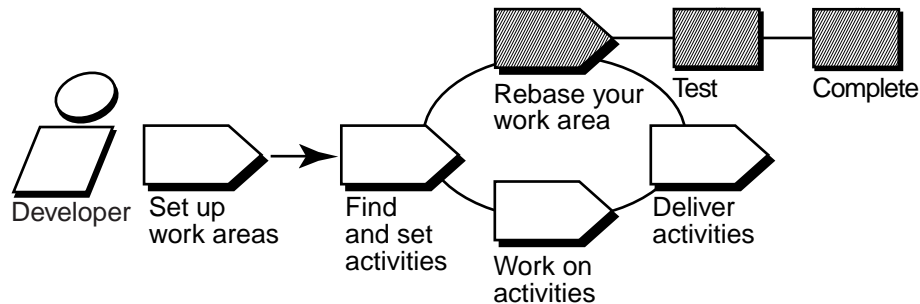 Developer
Set up
work areas
Find
and set
activities
Rebase your
work area
Test
Complete
Work on
activities
Deliver
activities